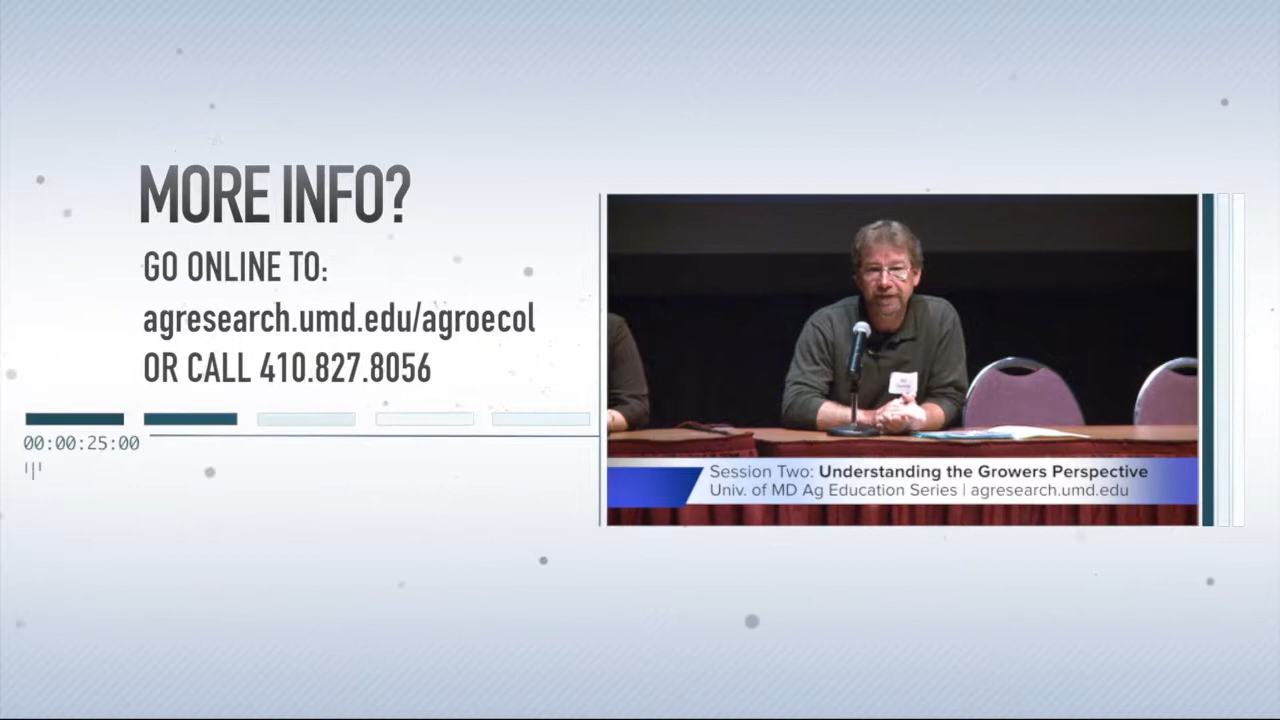 MORE INFO?
GO ONLINE TO:
agresearch.umd.edu/agroecol
OR CALL 410.827.8056
00:00:25:00
Session Two: Understanding the Growers Perspective
Univ. of MD Ag Education Series | agresearch.umd.edu